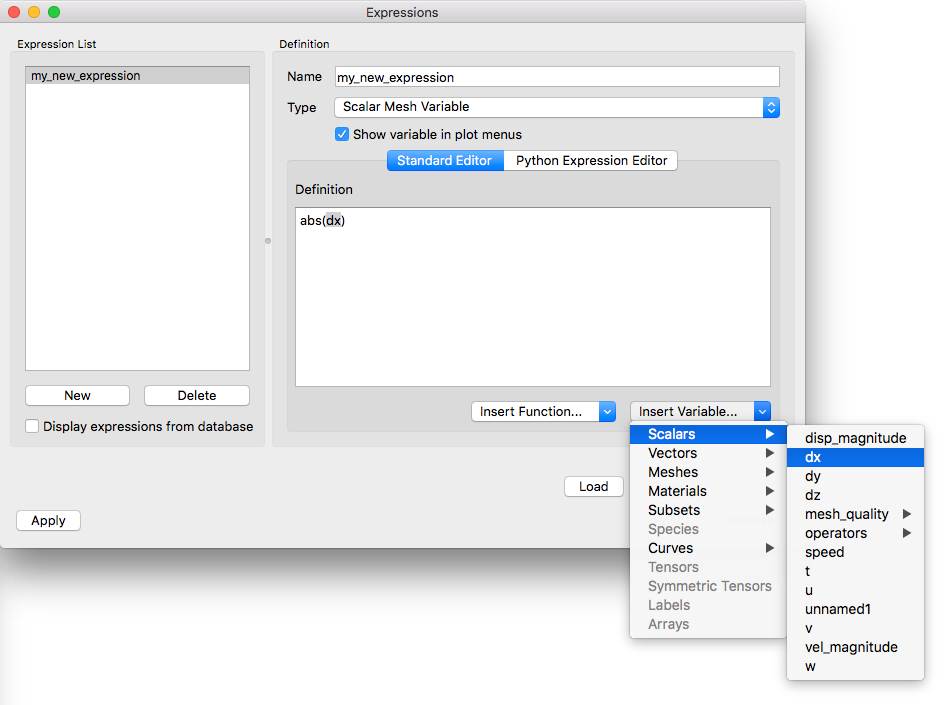 Expressions
Expression List
my_new_expression
New
Delete
Display expressions from database
Apply
Definition
Name
my_new_expression
Type
Scalar Mesh Variable
Show variable in plot menus
Standard Editor
Python Expression Editor
Definition
abs(dx)
Insert Function...
Insert Variable...
Load
Scalars
Vectors
Meshes
Materials
Subsets
Species
Curves
Tensors
Symmetric Tensors
Labels
Arrays
disp_magnitude
dx
dy
dz
mesh_quality
operators
speed
t
u
unnamed1
v
vel_magnitude
w